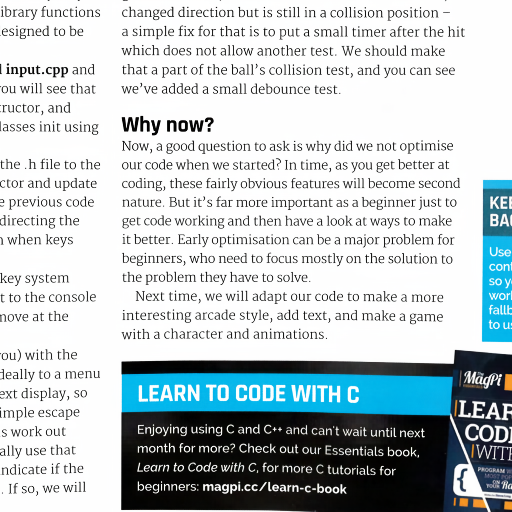 ibrary functions
esigned to be
input.cpp and
you will see that
tructor, and
lasses init using
the .h file to the
ctor and update
e previous code
directing the
n when keys
key system
t to the console
move at the
you) with the
deally to a menu
ext display, so
imple escape
s work out
ally use that
ndicate if the
. If so, we will
changed direction but is still in a collision position –
a simple fix for that is to put a small timer after the hit
which does not allow another test. We should make
that a part of the ball's collision test, and you can see
we've added a small debounce test.
Why now?
Now, a good question to ask is why did we not optimise
our code when we started? In time, as you get better at
coding, these fairly obvious features will become second
nature. But it's far more important as a beginner just to
get code working and then have a look at ways to make
it better. Early optimisation can be a major problem for
beginners, who need to focus mostly on the solution to
the problem they have to solve.
Next time, we will adapt our code to make a more
interesting arcade style, add text, and make a game
with a character and animations.
LEARN TO CODE WITH C
Enjoying using C and C++ and can't wait until next
month for more? Check out our Essentials book,
Learn to Code with C, for more C tutorials for
beginners: magpi.cc/learn-c-book
KEE
BAC
Use
cont
so y
work
fallb
to us
The
MagPi
LEAR
CODE
WITH
PROGRAM